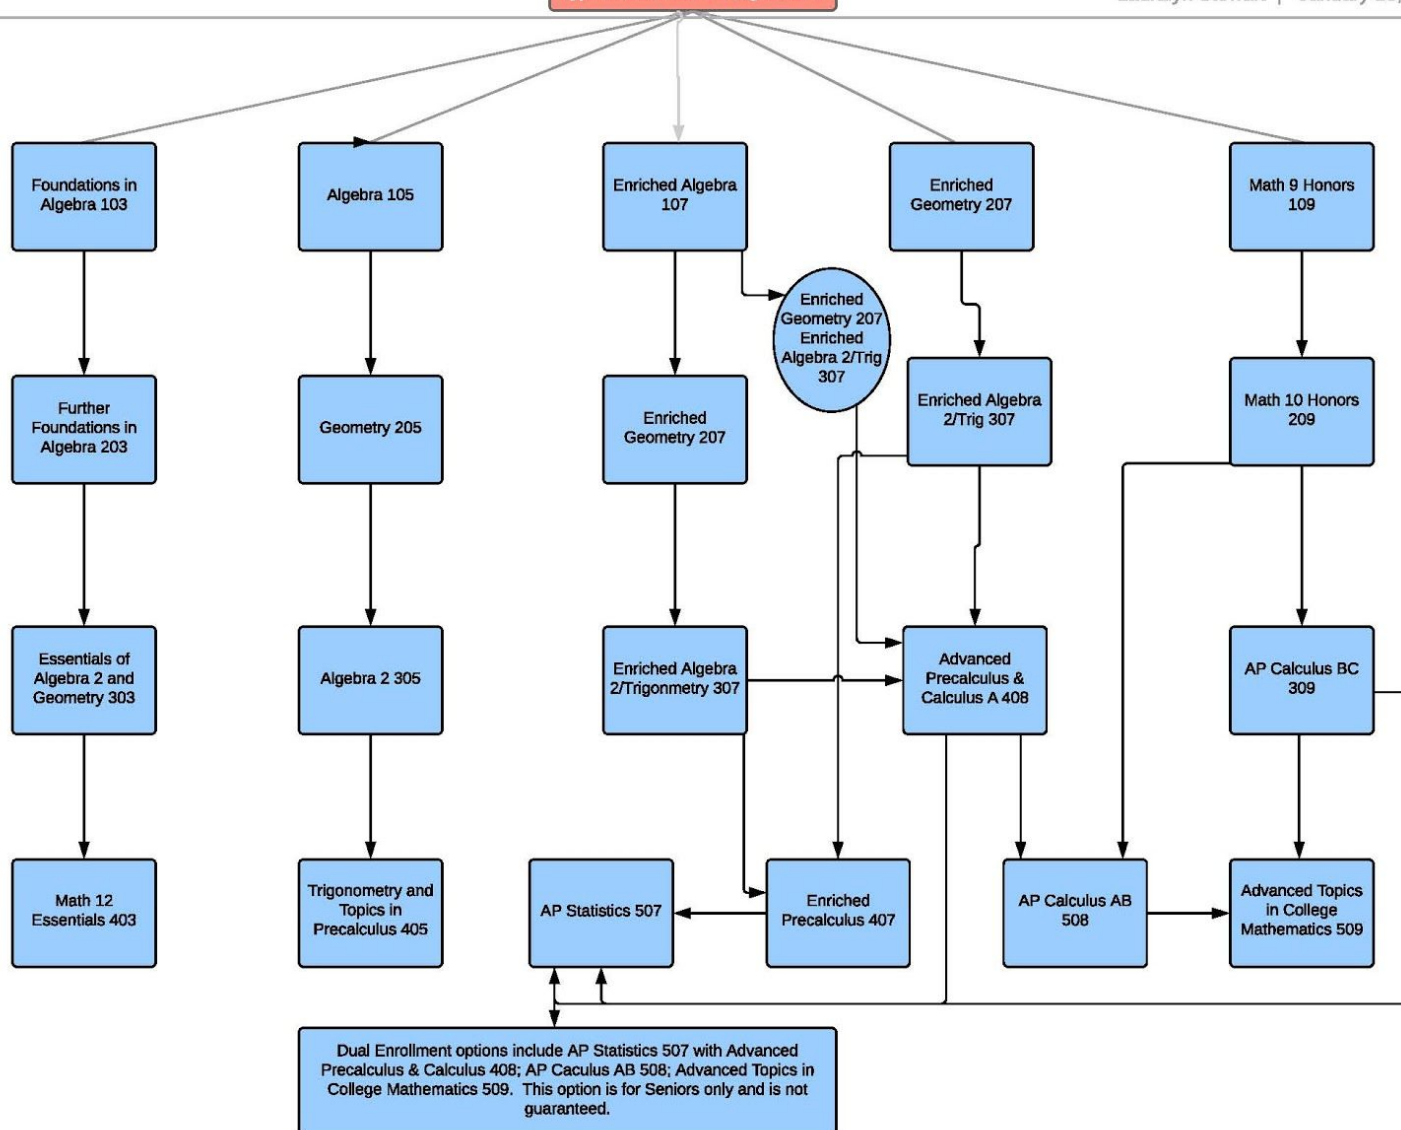 Foundations in
Algebra 103
Algebra 105
Enriched Algebra
107
Enriched
Geometry 207
Math 9 Honors
109
Enriched
Geometry 207
Enriched
Algebra 2/Trig
307
Further
Foundations in
Algebra 203
Geometry 205
Enriched
Geometry 207
Enriched Algebra
2/Trig 307
Math 10 Honors
209
Essentials of
Algebra 2 and
Geometry 303
Algebra 2 305
Enriched Algebra
2/Trigonmetry 307
Advanced
Precalculus &
Calculus A 408
AP Calculus BC
309
Math 12
Essentials 403
Trigonometry and
Topics in
Precalculus 405
AP Statistics 507
Enriched
Precalculus 407
AP Calculus AB
508
Advanced Topics
in College
Mathematics 509
Dual Enrollment options include AP Statistics 507 with Advanced
Precalculus & Calculus 408; AP Caculus AB 508; Advanced Topics in
College Mathematics 509.  This option is for Seniors only and is not
guaranteed.